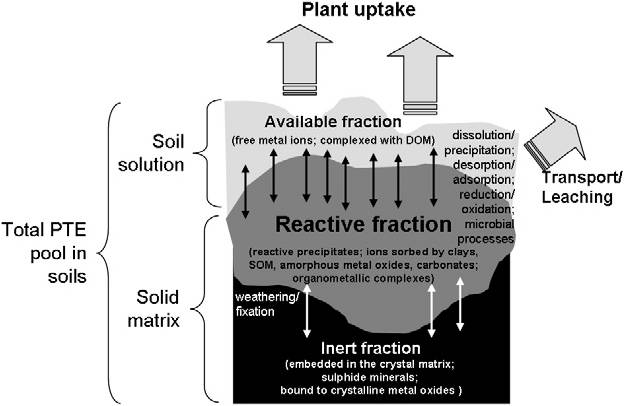 Plant uptake
Available fraction
(free metal ions; complexed with DOM)
dissolution/
precipitation;
desorption/
adsorption;
reduction/
oxidation;
microbial
processes
Transport/
Leaching
Soil
solution
Total PTE
pool in
soils
Reactive fraction
(reactive precipitates; ions sorbed by clays,
SOM, amorphous metal oxides, carbonates;
organometallic complexes)
Solid
matrix
weathering/
fixation
Inert fraction
(embedded in the crystal matrix;
sulphide minerals;
bound to crystalline metal oxides )